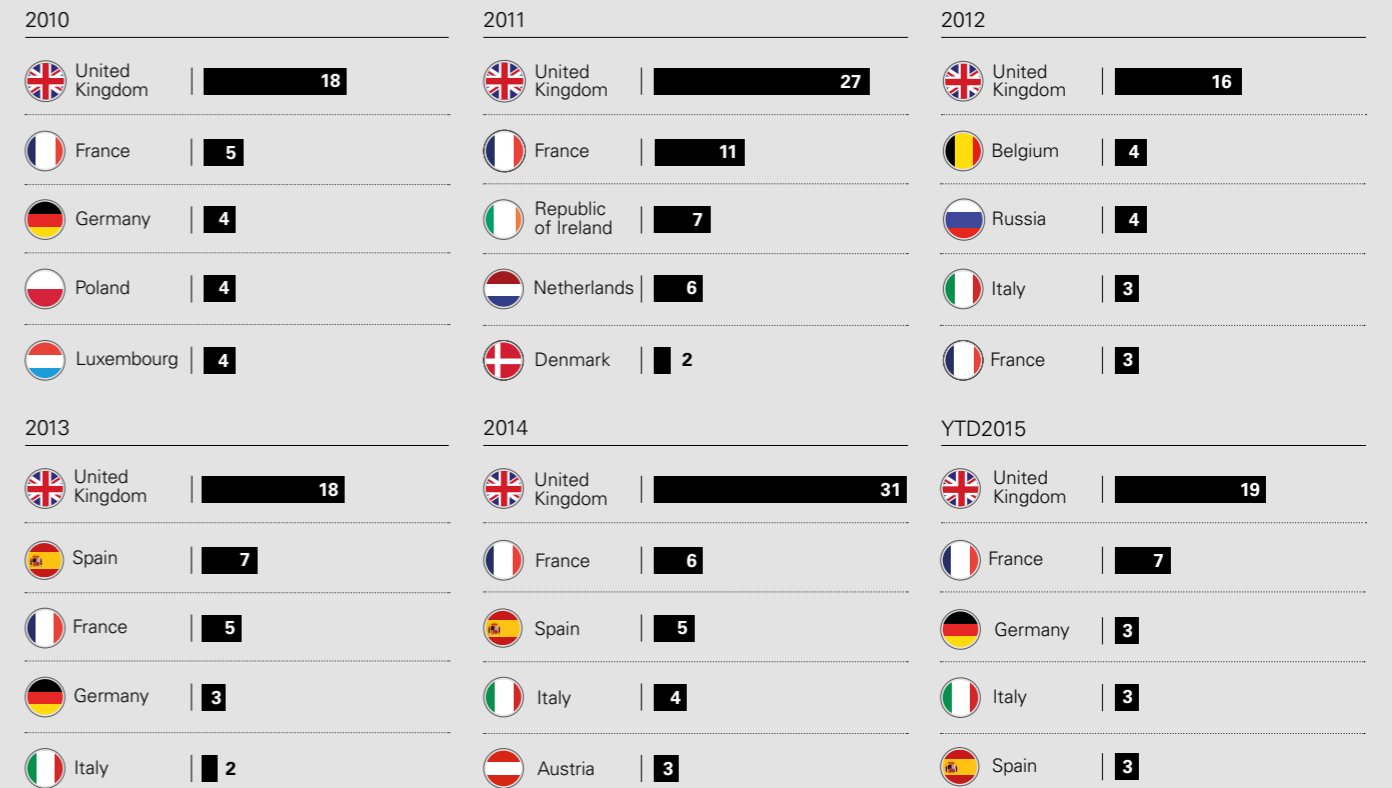 2010
United
Kingdom
18
France
5
Germany
4
Poland
4
Luxembourg
4
2011
United
Kingdom
27
France
11
Republic
of Ireland
7
Netherlands
6
Denmark
2
2012
United
Kingdom
16
Belgium
4
Russia
4
Italy
3
France
3
2013
United
Kingdom
18
Spain
7
France
5
Germany
3
Italy
2
2014
United
Kingdom
31
France
6
Spain
5
Italy
4
Austria
3
YTD2015
United
Kingdom
19
France
7
Germany
3
Italy
3
Spain
3